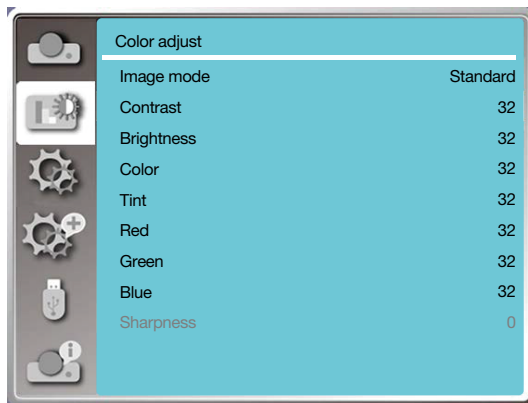 Color adjust
Image mode Standard
Contrast 32
Brightness 32
Color 32
Tint 32
Red 32
Green 32
Blue 32
Sharpness 0